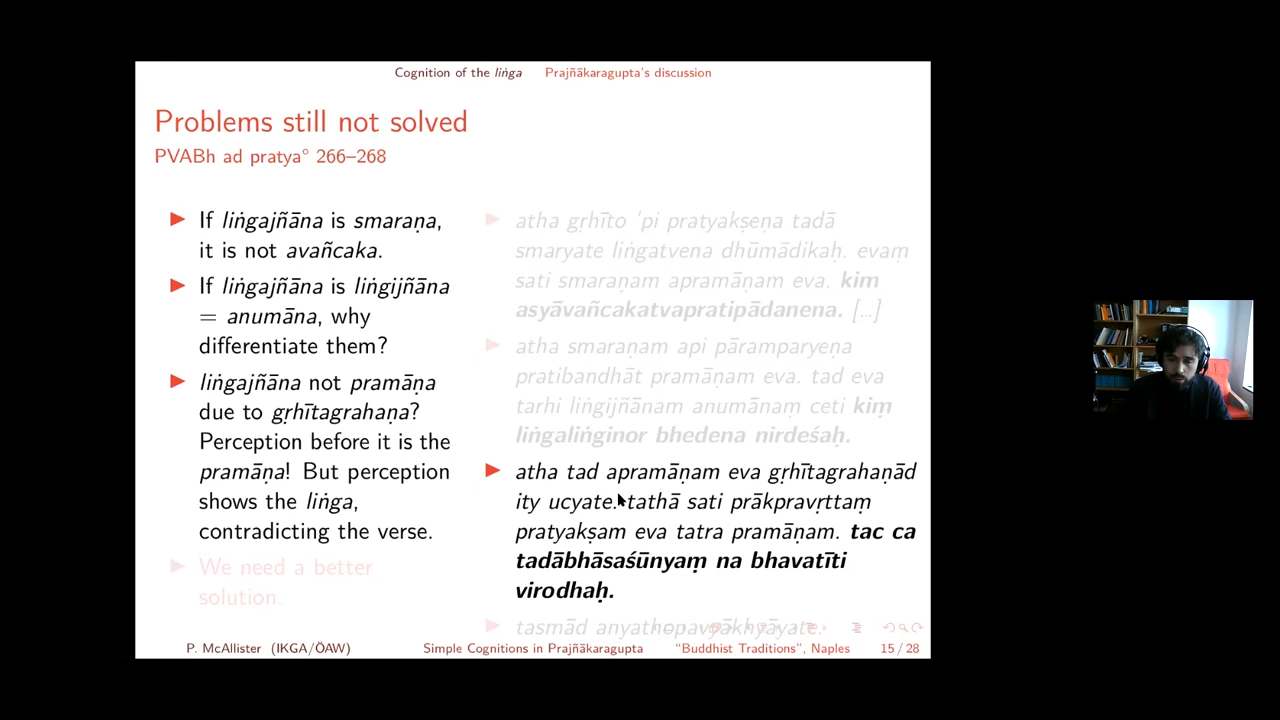 Cognition of the liṅga Prajñākaragupta's discussion
Problems still not solved
PVABh ad pratya° 266–268
▶ If liṅgajñāna is smaraṇa,
it is not avañcaka.
▶ If liṅgajñāna is liṅgijñāna
= anumāna, why
differentiate them?
▶ liṅgajñāna not pramāṇa
due to gṛhītagrahaṇa?
Perception before it is the
pramāṇa! But perception
shows the liṅga,
contradicting the verse.
▶ We need a better
solution.
▶ atha gṛhīto 'pi pratyakṣeṇa tadā
smaryate liṅgatvena dhūmādikaḥ. evaṃ
sati smaraṇam apramāṇam eva. kim
asyāvañcakatvapratipādanena. [...]
▶ atha smaraṇam api pāramparyeṇa
pratibandhāt pramāṇam eva. tad eva
tarhi liṅgijñānam anumānaṃ ceti kiṃ
liṅgaliṅginor bhedena nirdeśaḥ.
▶ atha tad apramāṇam eva gṛhītagrahaṇād
ity ucyate. tathā sati prākpravṛttaṃ
pratyakṣam eva tatra pramāṇam. tac ca
tadābhāsaśūnyaṃ na bhavatīti
virodhaḥ.
▶ tasmād anyathopavyākhyāyate.
P. McAllister (IKGA/ÖAW) Simple Cognitions in Prajñākaragupta "Buddhist Traditions", Naples 15 / 28